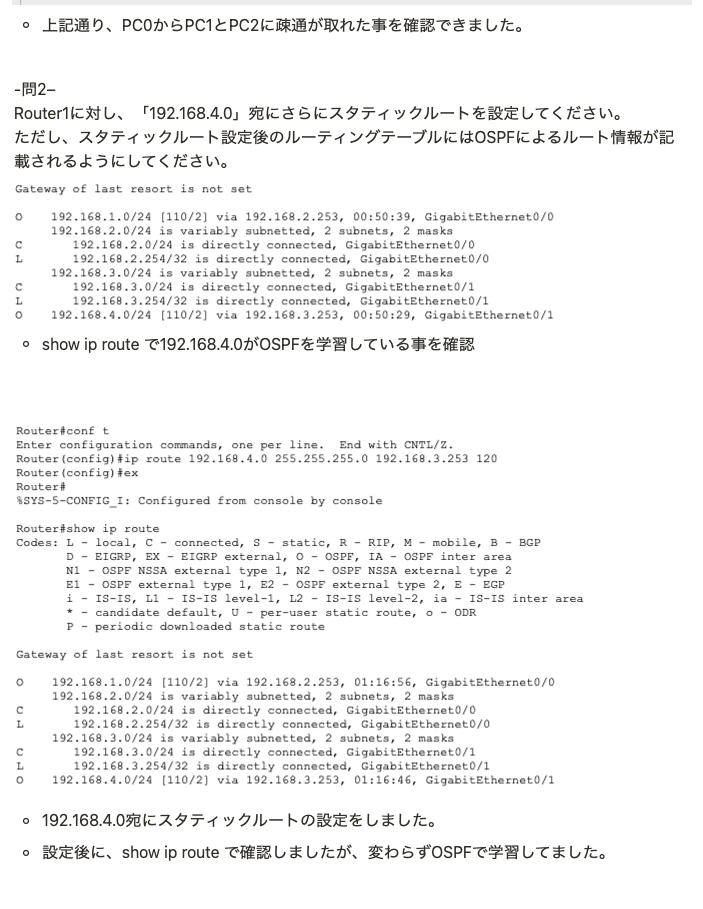 上記通り、PC0からPC1とPC2に疎通が取れた事を確認できました。
-問2–
Router1に対し、「192.168.4.0」宛にさらにスタティックルートを設定してください。
ただし、スタティックルート設定後のルーティングテーブルにはOSPFによるルート情報が記
載されるようにしてください。
Gateway of last resort is not set
O    192.168.1.0/24 [110/2] via 192.168.2.253, 00:50:39, GigabitEthernet0/0
     192.168.2.0/24 is variably subnetted, 2 subnets, 2 masks
C       192.168.2.0/24 is directly connected, GigabitEthernet0/0
L       192.168.2.254/32 is directly connected, GigabitEthernet0/0
     192.168.3.0/24 is variably subnetted, 2 subnets, 2 masks
C       192.168.3.0/24 is directly connected, GigabitEthernet0/1
L       192.168.3.254/32 is directly connected, GigabitEthernet0/1
O    192.168.4.0/24 [110/2] via 192.168.3.253, 00:50:29, GigabitEthernet0/1
show ip route で192.168.4.0がOSPFを学習している事を確認
Router#conf t
Enter configuration commands, one per line.  End with CNTL/Z.
Router(config)#ip route 192.168.4.0 255.255.255.0 192.168.3.253 120
Router(config)#ex
Router#
%SYS-5-CONFIG_I: Configured from console by console
Router#show ip route
Codes: L - local, C - connected, S - static, R - RIP, M - mobile, B - BGP
       D - EIGRP, EX - EIGRP external, O - OSPF, IA - OSPF inter area
       N1 - OSPF NSSA external type 1, N2 - OSPF NSSA external type 2
       E1 - OSPF external type 1, E2 - OSPF external type 2, E - EGP
       i - IS-IS, L1 - IS-IS level-1, L2 - IS-IS level-2, ia - IS-IS inter area
       * - candidate default, U - per-user static route, o - ODR
       P - periodic downloaded static route
Gateway of last resort is not set
O    192.168.1.0/24 [110/2] via 192.168.2.253, 01:16:56, GigabitEthernet0/0
     192.168.2.0/24 is variably subnetted, 2 subnets, 2 masks
C       192.168.2.0/24 is directly connected, GigabitEthernet0/0
L       192.168.2.254/32 is directly connected, GigabitEthernet0/0
     192.168.3.0/24 is variably subnetted, 2 subnets, 2 masks
C       192.168.3.0/24 is directly connected, GigabitEthernet0/1
L       192.168.3.254/32 is directly connected, GigabitEthernet0/1
O    192.168.4.0/24 [110/2] via 192.168.3.253, 01:16:46, GigabitEthernet0/1
192.168.4.0宛にスタティックルートの設定をしました。
設定後に、show ip route で確認しましたが、変わらずOSPFで学習してました。